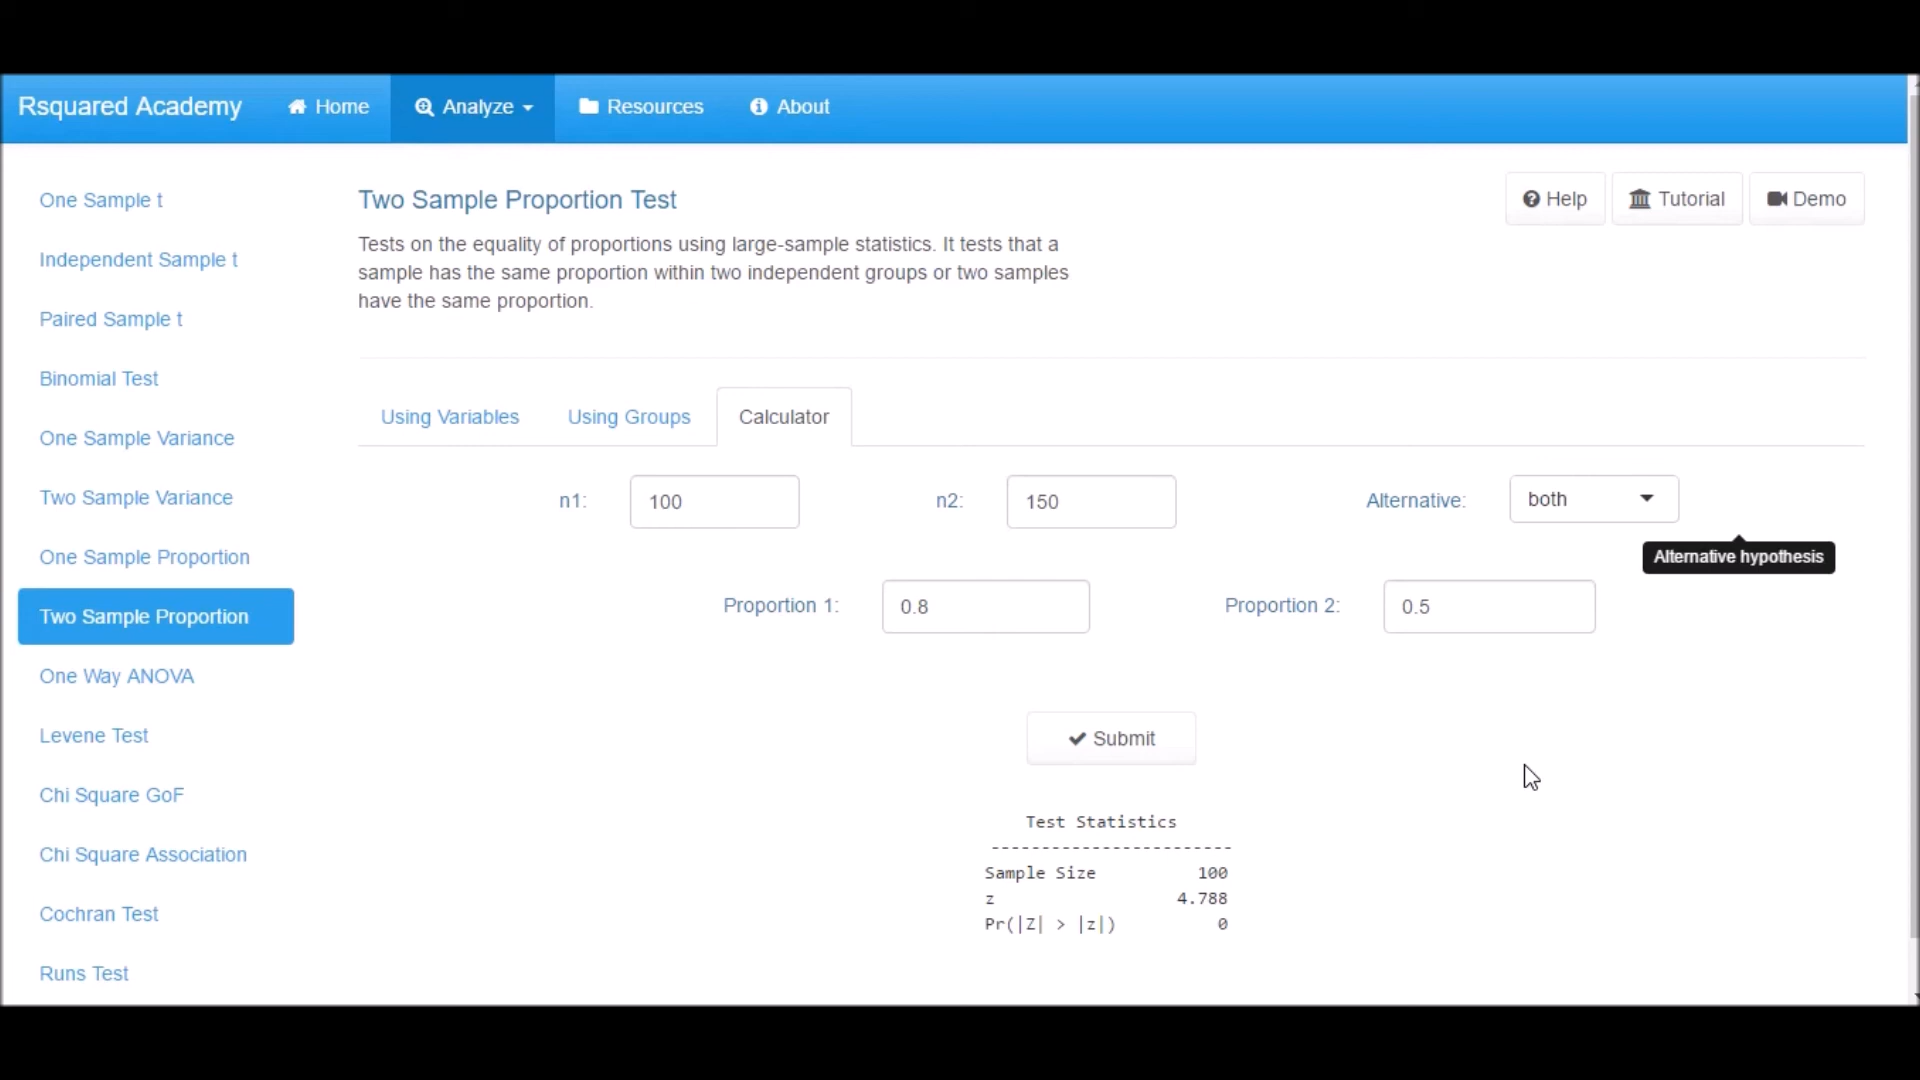 Rsquared Academy Home Analyze Resources About
One Sample t
Independent Sample t
Paired Sample t
Binomial Test
One Sample Variance
Two Sample Variance
One Sample Proportion
Two Sample Proportion
One Way ANOVA
Levene Test
Chi Square GoF
Chi Square Association
Cochran Test
Runs Test
Two Sample Proportion Test
Help Tutorial Demo
Tests on the equality of proportions using large-sample statistics. It tests that a
sample has the same proportion within two independent groups or two samples
have the same proportion.
Using Variables Using Groups Calculator
n1: 100 n2: 150 Alternative: both
Alternative hypothesis
Proportion 1: 0.8 Proportion 2: 0.5
Submit
Test Statistics
------------------------
Sample Size 100
z 4.788
Pr(|Z| > |z|) 0